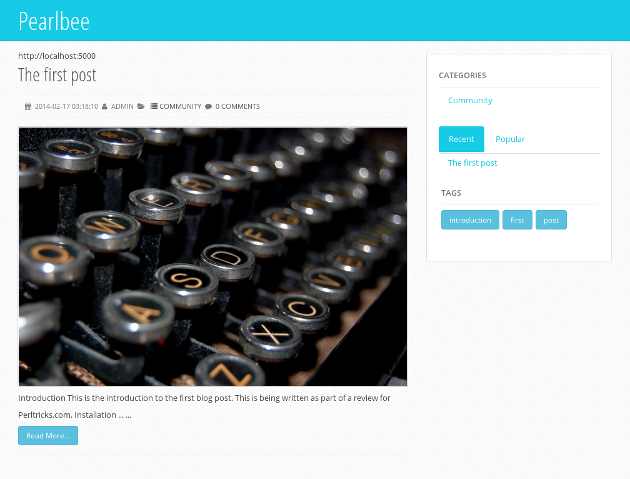 Pearlbee
http://localhost:5000
The first post
2014-02-17 03:18:10 ADMIN COMMUNITY 0 COMMENTS
Q W E
A S D F G
Z X C V B
Introduction This is the introduction to the first blog post. This is being written as part of a review for
Perltricks.com. Installation ... ...
Read More...
CATEGORIES
Community
Recent Popular
The first post
TAGS
introduction first post